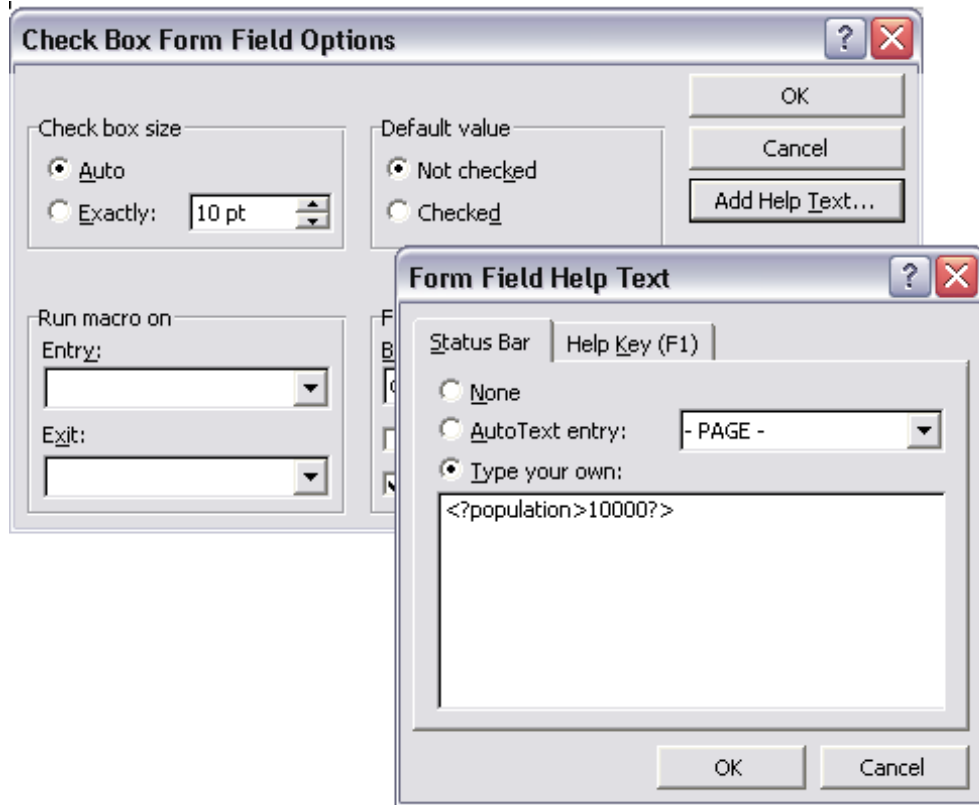 Check Box Form Field Options
OK
Check box size
Default value
Cancel
Auto
Not checked
Add Help Text...
Exactly: 10 pt
Checked
Form Field Help Text
Run macro on
Status Bar Help Key (F1)
Entry:
None
AutoText entry: - PAGE -
Exit:
Type your own:
<?population>10000?>
OK Cancel